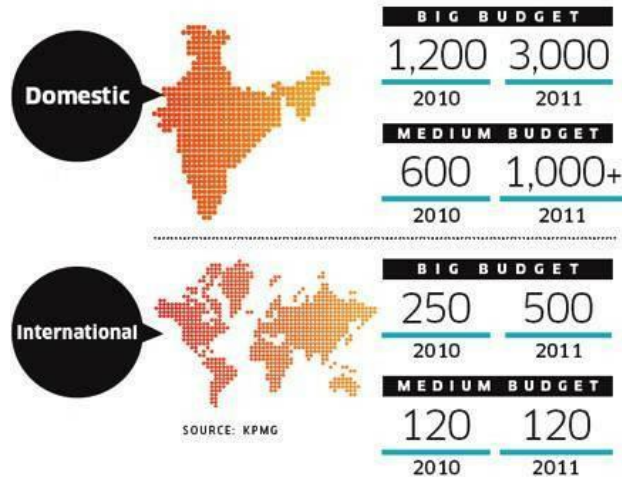 Domestic
BIG BUDGET
1,200 3,000
2010 2011
MEDIUM BUDGET
600 1,000+
2010 2011
International
BIG BUDGET
250 500
2010 2011
MEDIUM BUDGET
120 120
2010 2011
SOURCE: KPMG